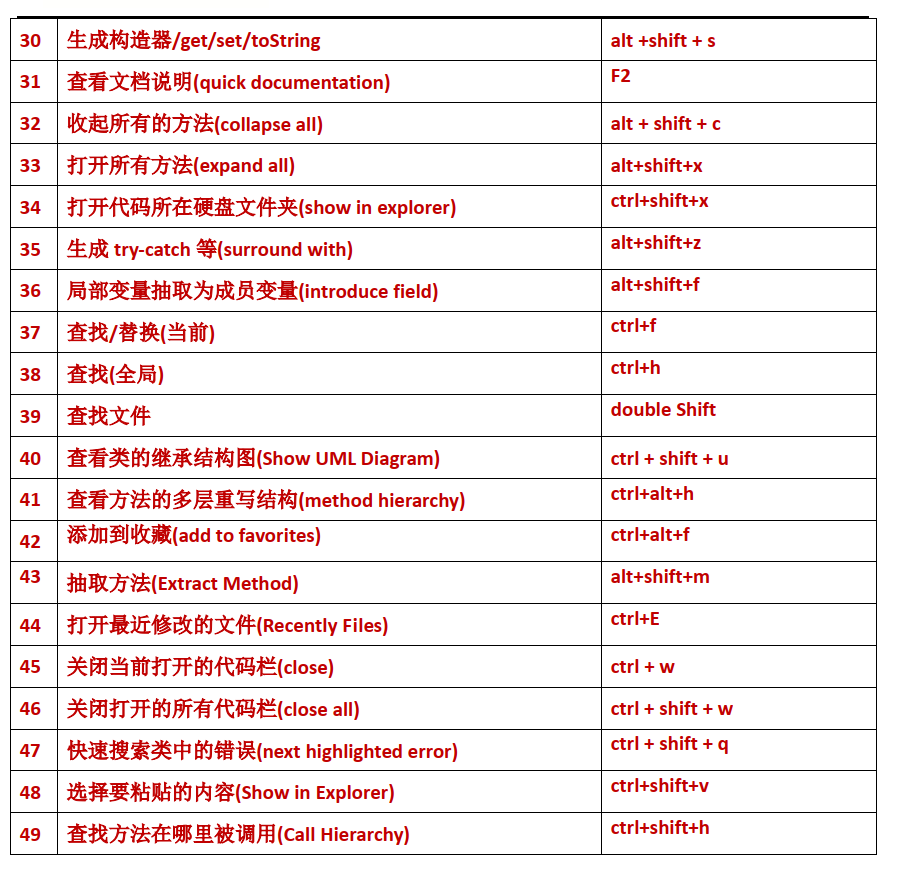 30 生成构造器/get/set/toString alt +shift + s
31 查看文档说明(quick documentation) F2
32 收起所有的方法(collapse all) alt + shift + c
33 打开所有方法(expand all) alt+shift+x
34 打开代码所在硬盘文件夹(show in explorer) ctrl+shift+x
35 生成 try-catch 等(surround with) alt+shift+z
36 局部变量抽取为成员变量(introduce field) alt+shift+f
37 查找/替换(当前) ctrl+f
38 查找(全局) ctrl+h
39 查找文件 double Shift
40 查看类的继承结构图(Show UML Diagram) ctrl + shift + u
41 查看方法的多层重写结构(method hierarchy) ctrl+alt+h
42 添加到收藏(add to favorites) ctrl+alt+f
43 抽取方法(Extract Method) alt+shift+m
44 打开最近修改的文件(Recently Files) ctrl+E
45 关闭当前打开的代码栏(close) ctrl + w
46 关闭打开的所有代码栏(close all) ctrl + shift + w
47 快速搜索类中的错误(next highlighted error) ctrl + shift + q
48 选择要粘贴的内容(Show in Explorer) ctrl+shift+v
49 查找方法在哪里被调用(Call Hierarchy) ctrl+shift+h